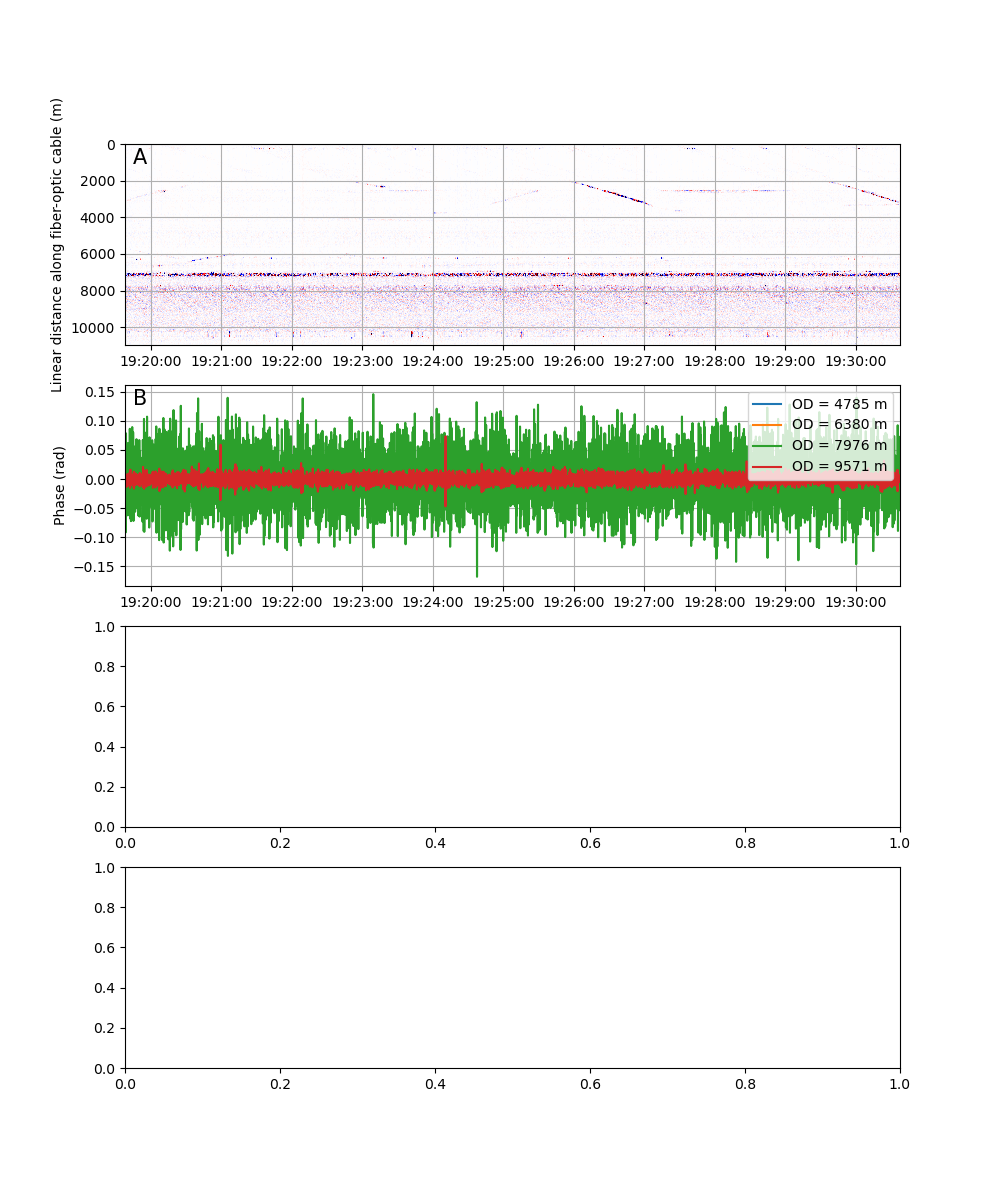 Linear distance along fiber-optic cable (m)
A
0
2000
4000
6000
8000
10000
19:20:00 19:21:00 19:22:00 19:23:00 19:24:00 19:25:00 19:26:00 19:27:00 19:28:00 19:29:00 19:30:00
Phase (rad)
B
0.15
0.10
0.05
0.00
−0.05
−0.10
−0.15
OD = 4785 m
OD = 6380 m
OD = 7976 m
OD = 9571 m
19:20:00 19:21:00 19:22:00 19:23:00 19:24:00 19:25:00 19:26:00 19:27:00 19:28:00 19:29:00 19:30:00
1.0
0.8
0.6
0.4
0.2
0.0
0.0 0.2 0.4 0.6 0.8 1.0
1.0
0.8
0.6
0.4
0.2
0.0
0.0 0.2 0.4 0.6 0.8 1.0